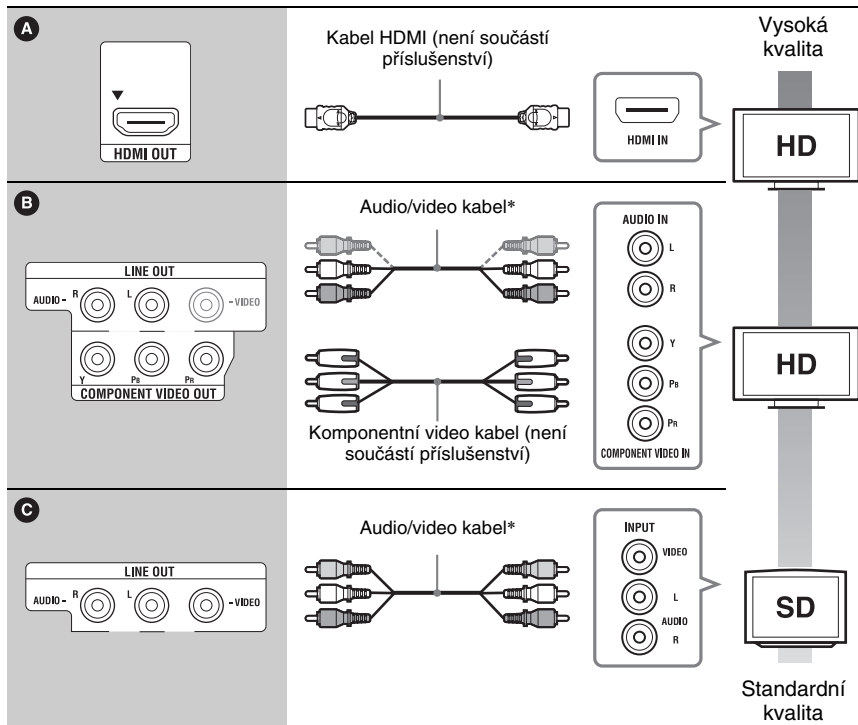 A
HDMI OUT
Kabel HDMI (není součástí
příslušenství)
HDMI IN
Vysoká
kvalita
HD
B
LINE OUT
AUDIO - R L - VIDEO
Y PB PR
COMPONENT VIDEO OUT
Audio/video kabel*
Komponentní video kabel (není
součástí příslušenství)
AUDIO IN
L
R
Y
PB
PR
COMPONENT VIDEO IN
HD
C
LINE OUT
AUDIO - R L - VIDEO
Audio/video kabel*
INPUT
VIDEO
L
AUDIO
R
SD
Standardní
kvalita